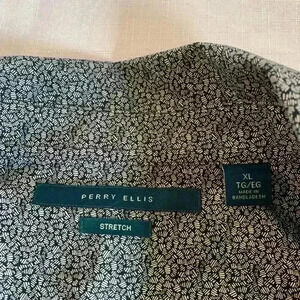 PERRY ELLIS
STRETCH
XL
TG/EG
MADE IN
BANGLADESH